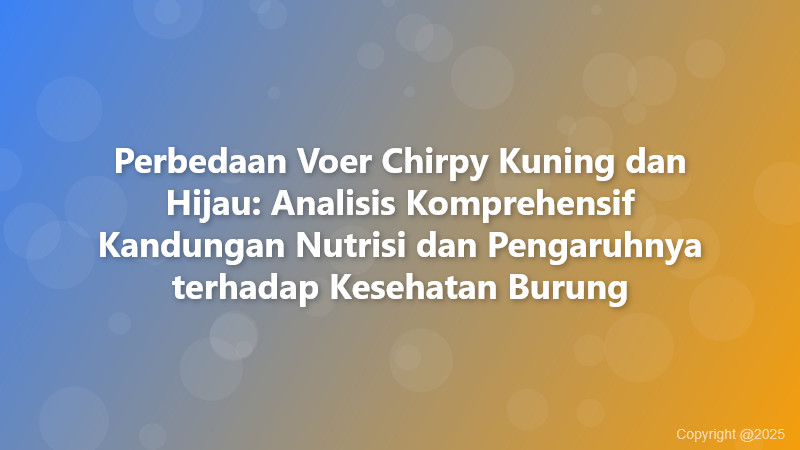 Perbedaan Voer Chirpy Kuning dan
Hijau: Analisis Komprehensif
Kandungan Nutrisi dan Pengaruhnya
terhadap Kesehatan Burung
Copyright @2025